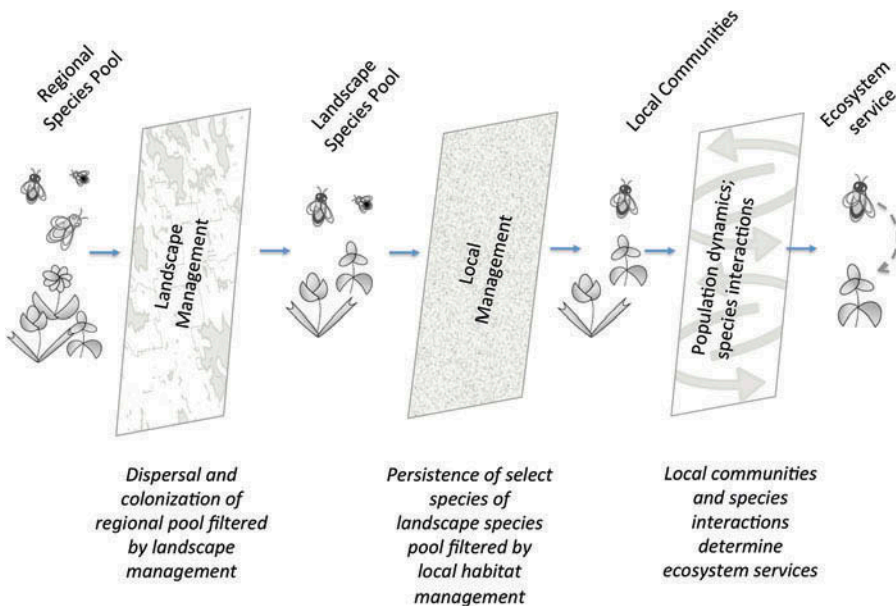 Regional
Species Pool
Landscape
Management
Landscape
Species Pool
Local
Management
Local Communities
Population dynamics;
species interactions
Ecosystem
service
Dispersal and
colonization of
regional pool filtered
by landscape
management
Persistence of select
species of
landscape species
pool filtered by
local habitat
management
Local communities
and species
interactions
determine
ecosystem services